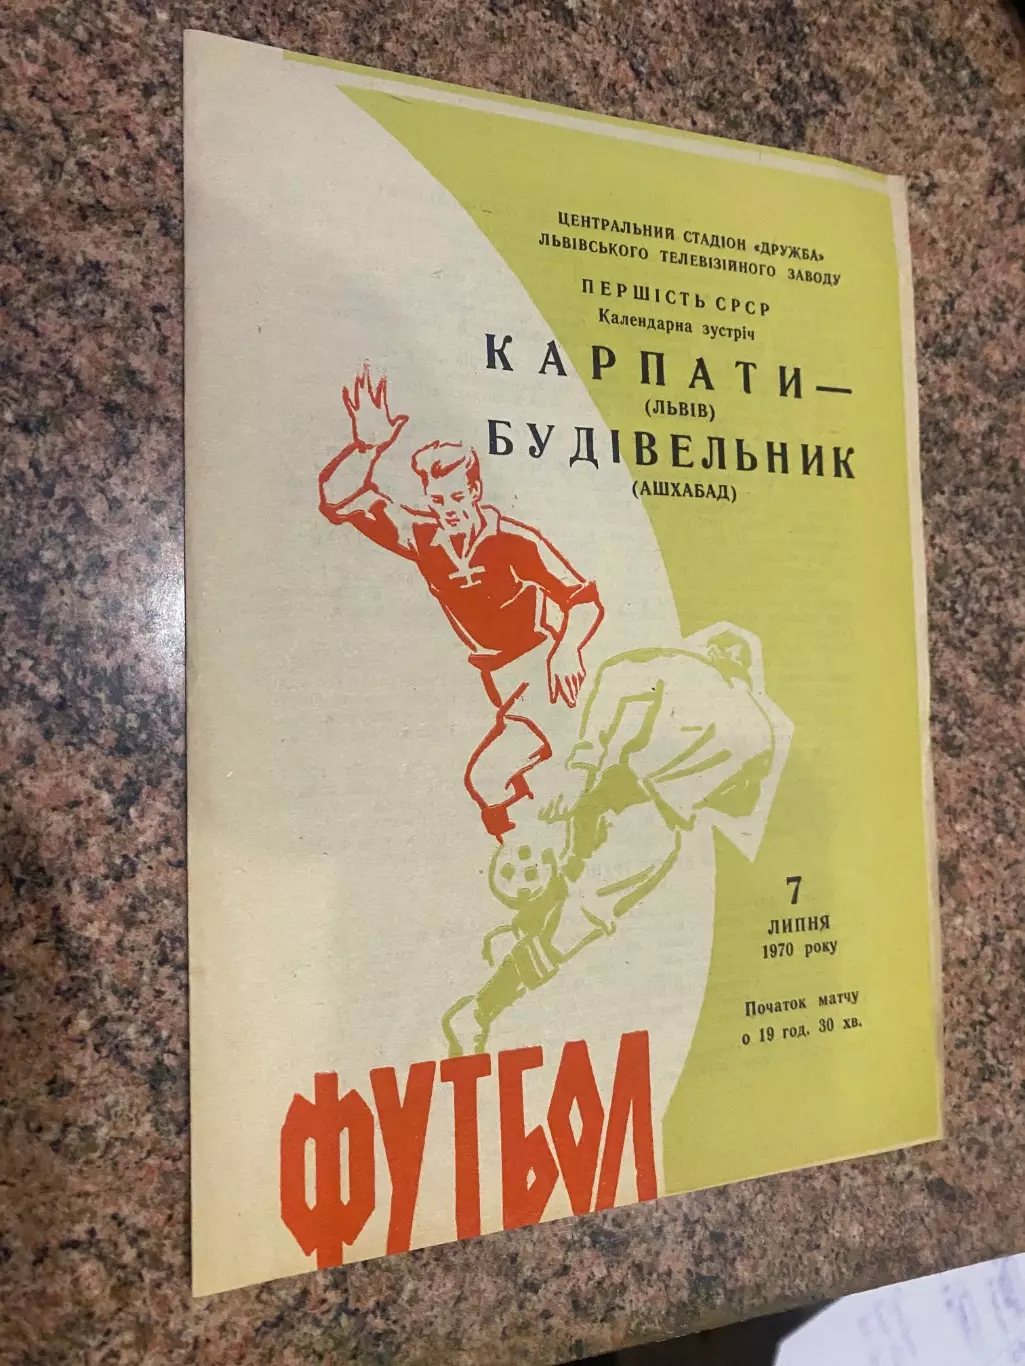 ЦЕНТРАЛЬНИЙ СТАДІОН «ДРУЖБА»
ЛЬВІВСЬКОГО ТЕЛЕВІЗІЙНОГО ЗАВОДУ
ПЕРШІСТЬ СРСР
Календарна зустріч
КАРПАТИ —
(ЛЬВІВ)
БУДІВЕЛЬНИК
(АШХАБАД)
7
ЛИПНЯ
1970 року
Початок матчу
о 19 год. 30 хв.
ФУТБОЛ